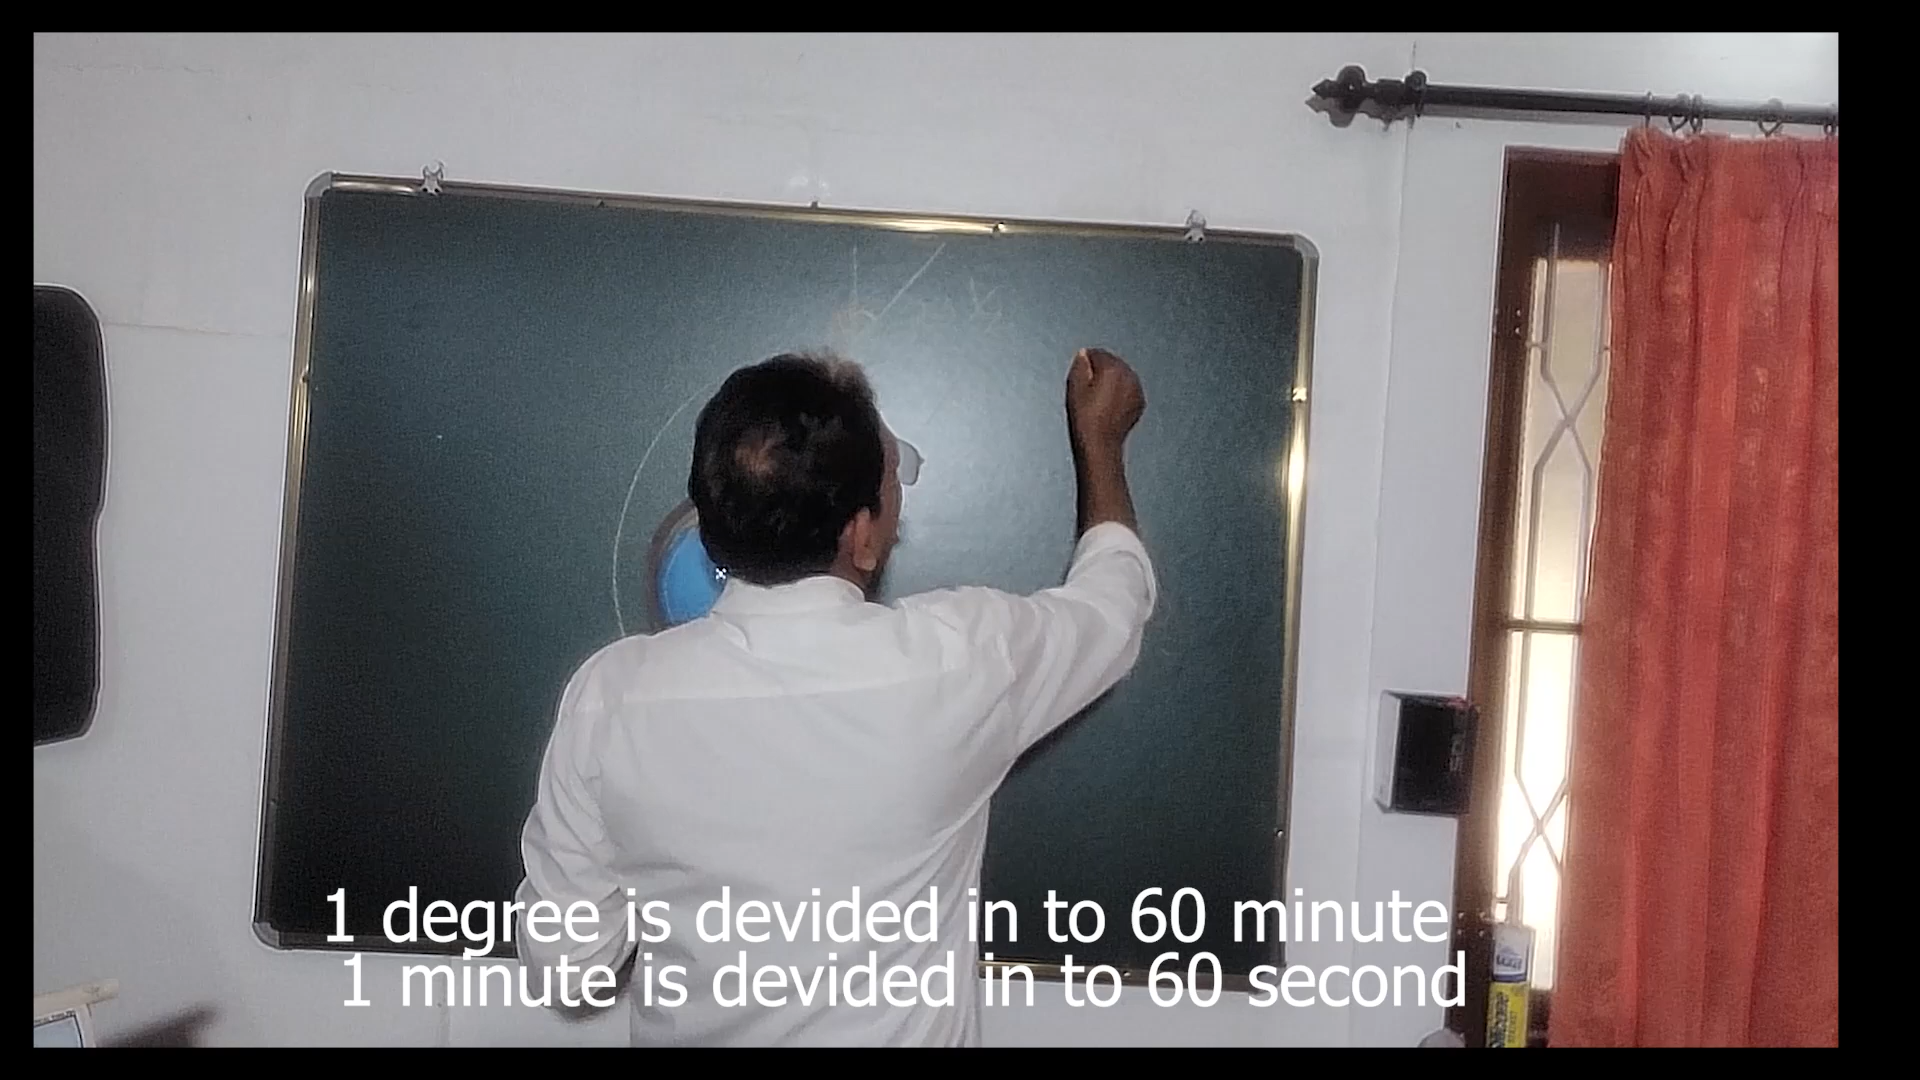 1 degree is devided in to 60 minute
1 minute is devided in to 60 second